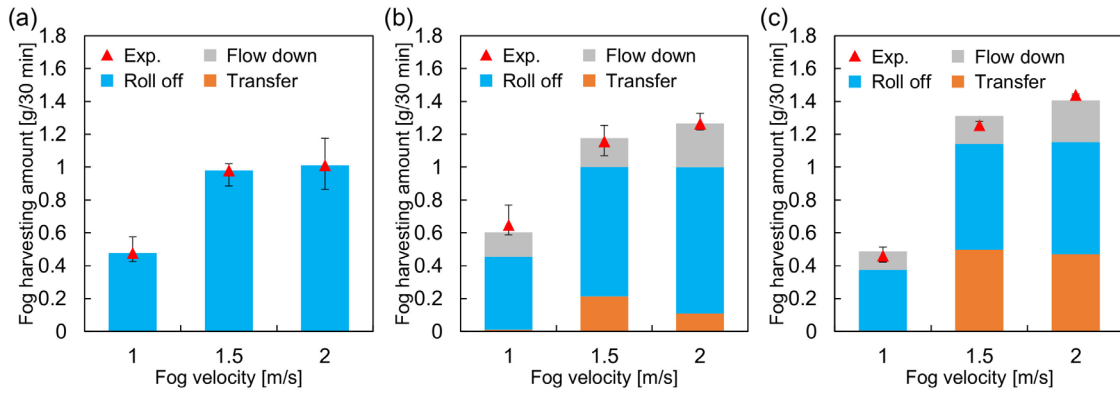 (a)
Fog harvesting amount [g/30 min]
1.8
1.6
1.4
1.2
1
0.8
0.6
0.4
0.2
0
Exp.
Flow down
Roll off
Transfer
1
1.5
2
Fog velocity [m/s]
(b)
Fog harvesting amount [g/30 min]
1.8
1.6
1.4
1.2
1
0.8
0.6
0.4
0.2
0
Exp.
Flow down
Roll off
Transfer
1
1.5
2
Fog velocity [m/s]
(c)
Fog harvesting amount [g/30 min]
1.8
1.6
1.4
1.2
1
0.8
0.6
0.4
0.2
0
Exp.
Flow down
Roll off
Transfer
1
1.5
2
Fog velocity [m/s]